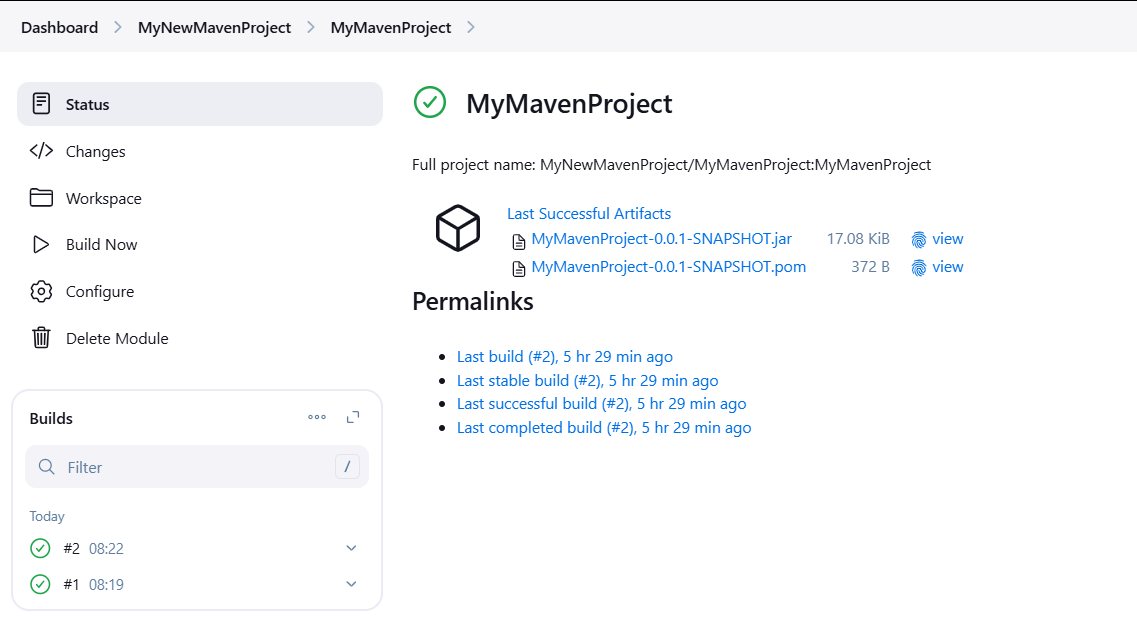 Dashboard > MyNewMavenProject > MyMavenProject >
Status
Changes
Workspace
Build Now
Configure
Delete Module
Builds
Filter /
Today
#2 08:22
#1 08:19
MyMavenProject
Full project name: MyNewMavenProject/MyMavenProject:MyMavenProject
Last Successful Artifacts
MyMavenProject-0.0.1-SNAPSHOT.jar 17.08 KiB view
MyMavenProject-0.0.1-SNAPSHOT.pom 372 B view
Permalinks
Last build (#2), 5 hr 29 min ago
Last stable build (#2), 5 hr 29 min ago
Last successful build (#2), 5 hr 29 min ago
Last completed build (#2), 5 hr 29 min ago